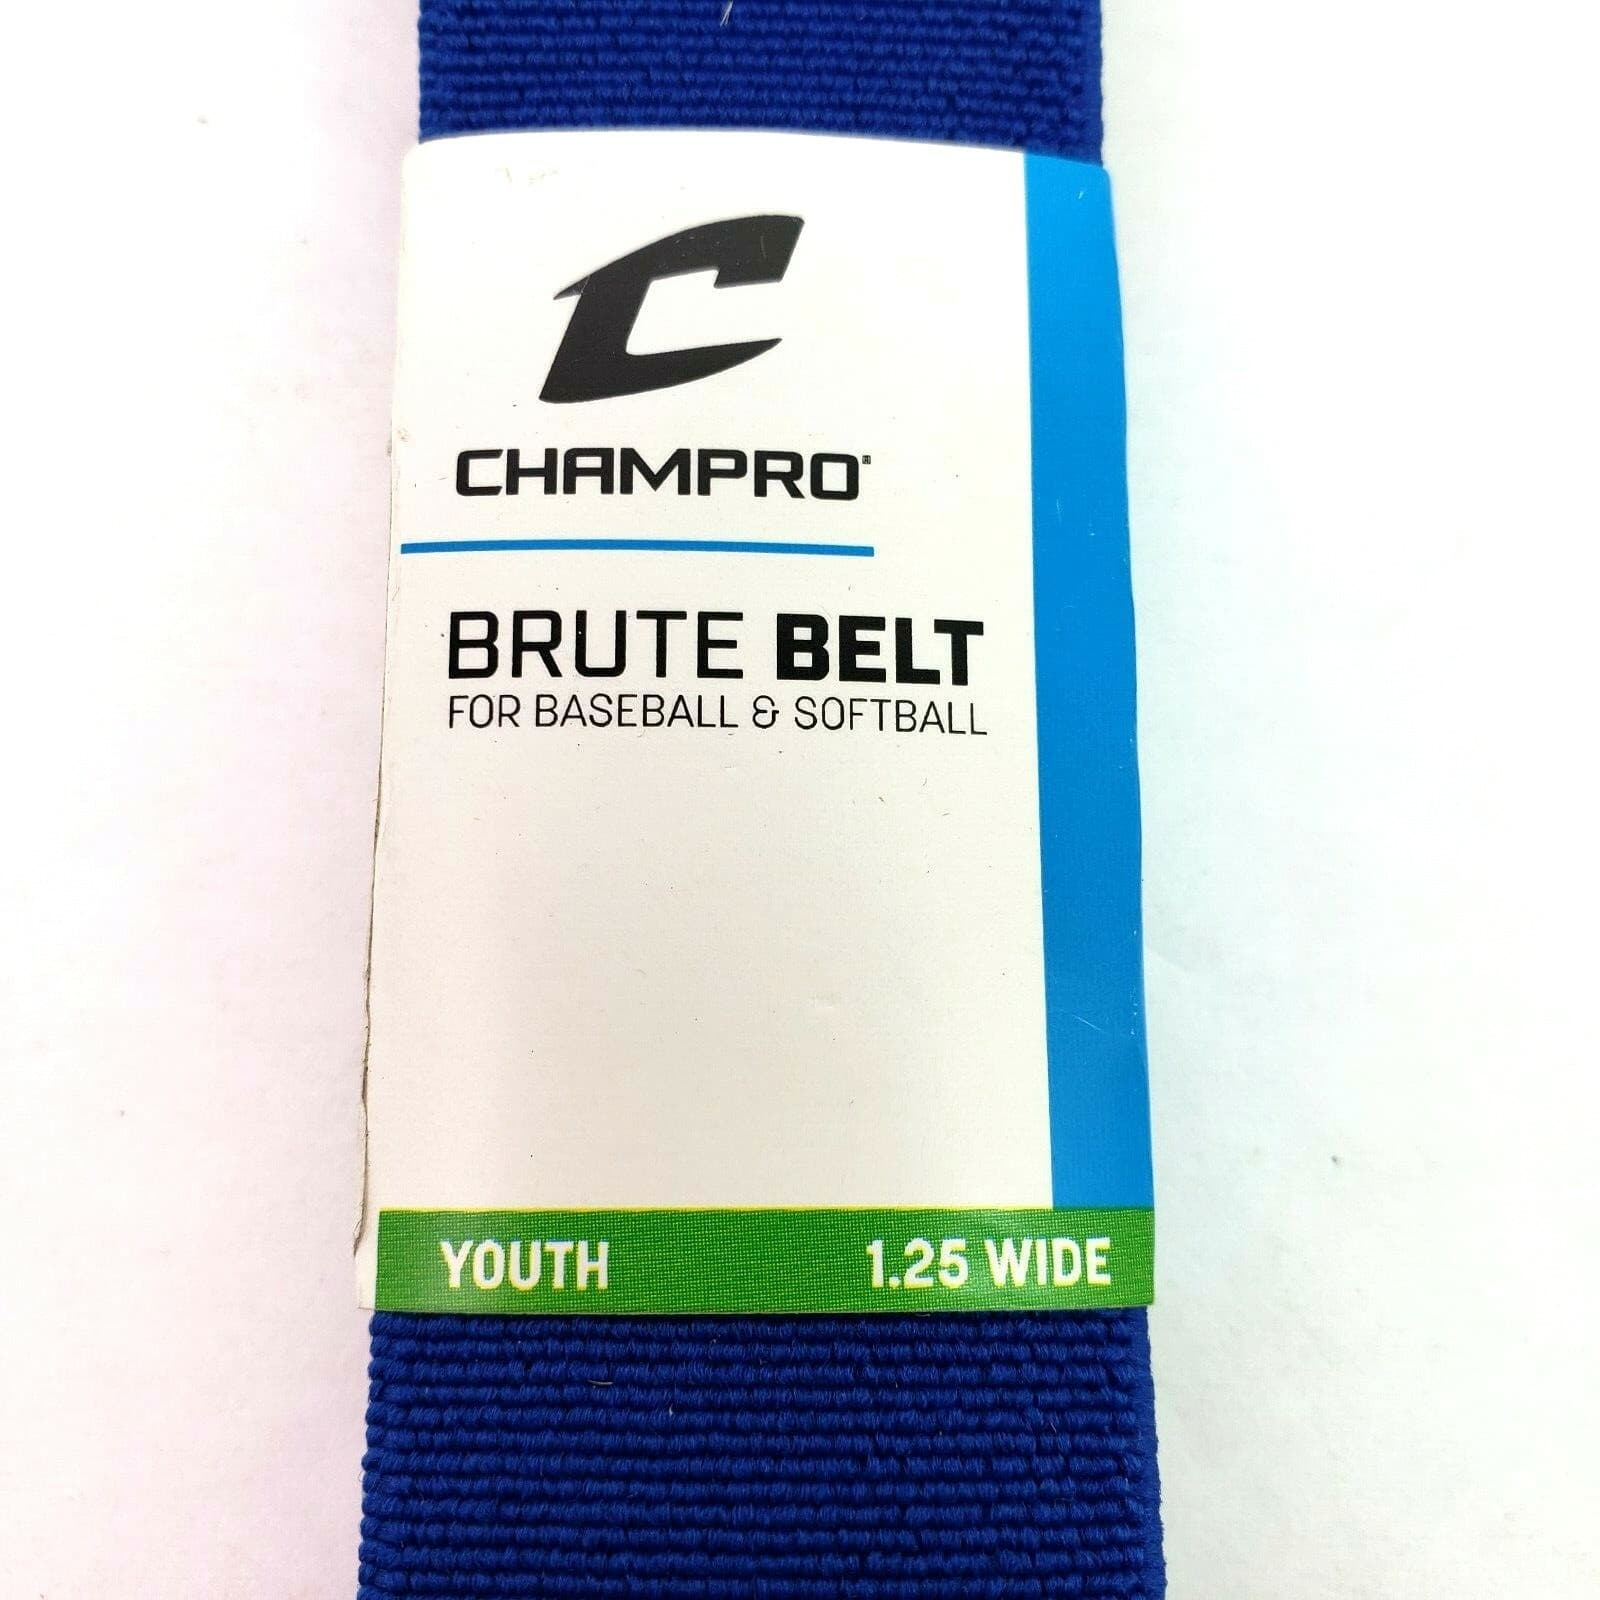 CHAMPRO
BRUTE BELT
FOR BASEBALL & SOFTBALL
YOUTH 1.25 WIDE